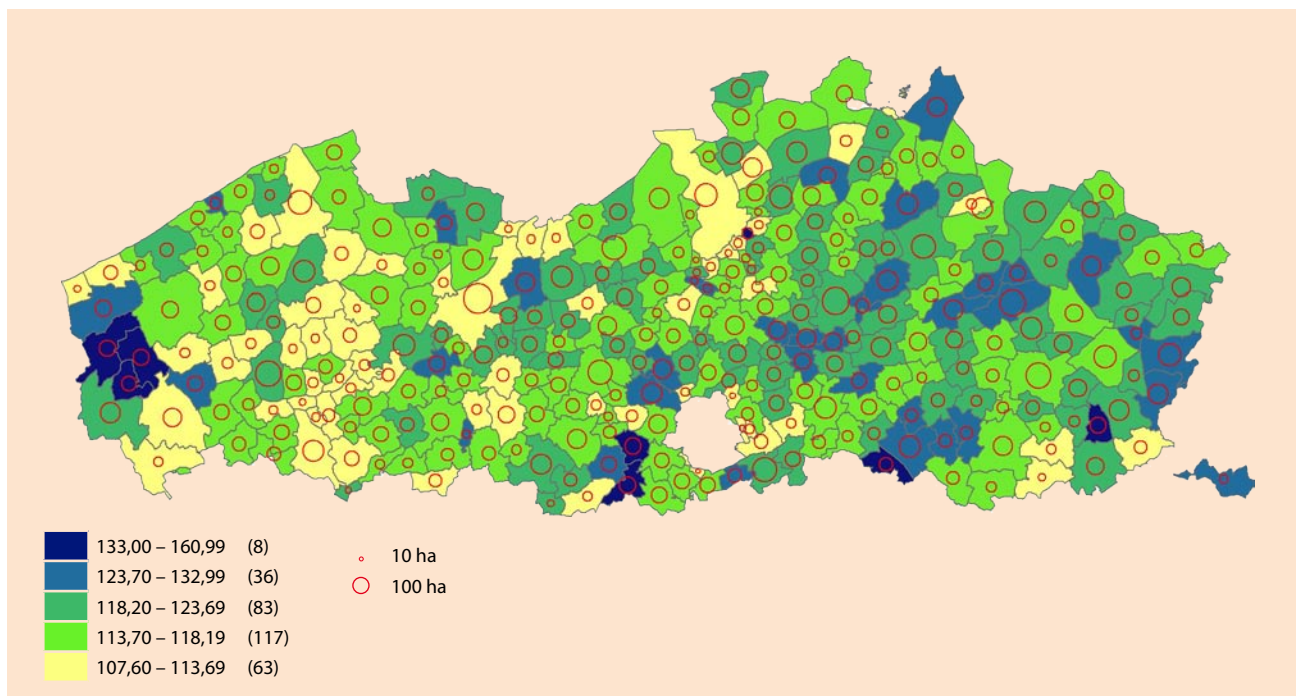 133,00 – 160,99 (8)
123,70 – 132,99 (36)
118,20 – 123,69 (83)
113,70 – 118,19 (117)
107,60 – 113,69 (63)
10 ha
100 ha